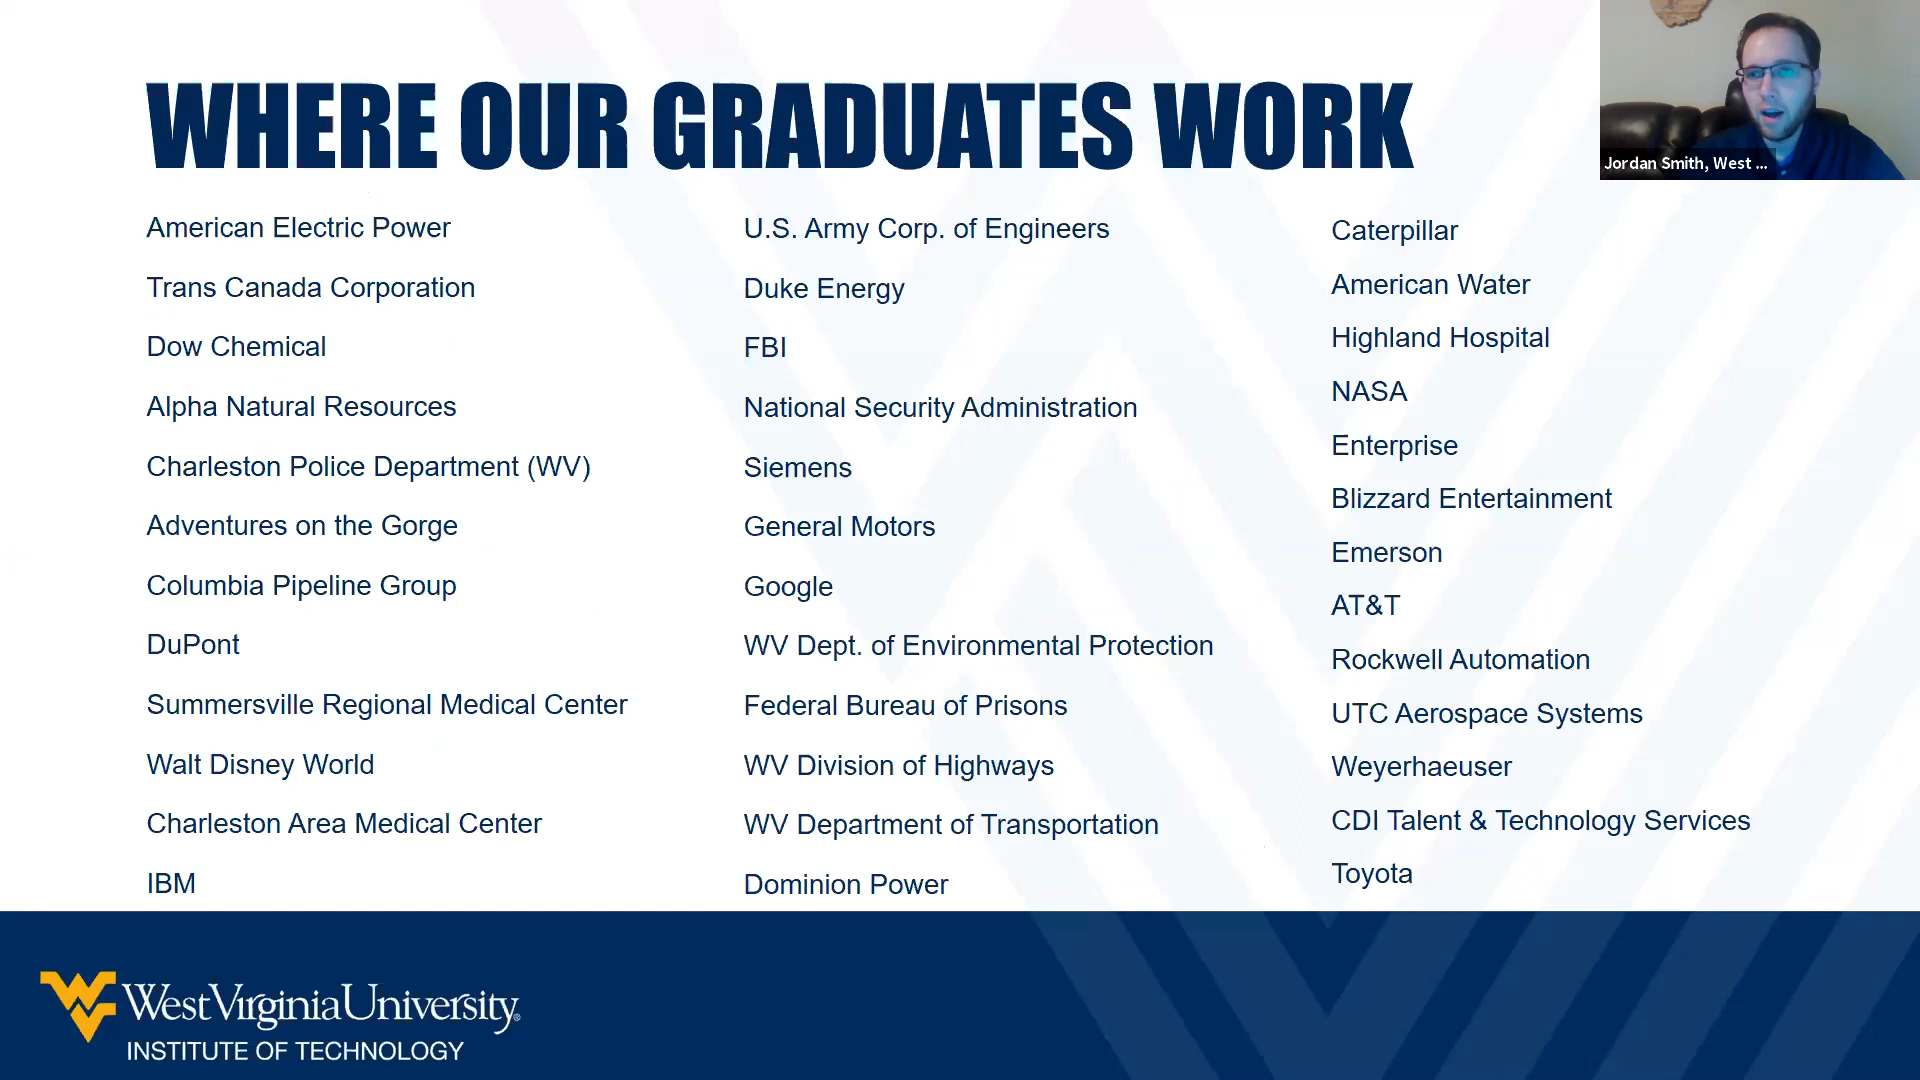 WHERE OUR GRADUATES WORK
Jordan Smith, West ...
American Electric Power
Trans Canada Corporation
Dow Chemical
Alpha Natural Resources
Charleston Police Department (WV)
Adventures on the Gorge
Columbia Pipeline Group
DuPont
Summersville Regional Medical Center
Walt Disney World
Charleston Area Medical Center
IBM
U.S. Army Corp. of Engineers
Duke Energy
FBI
National Security Administration
Siemens
General Motors
Google
WV Dept. of Environmental Protection
Federal Bureau of Prisons
WV Division of Highways
WV Department of Transportation
Dominion Power
Caterpillar
American Water
Highland Hospital
NASA
Enterprise
Blizzard Entertainment
Emerson
AT&T
Rockwell Automation
UTC Aerospace Systems
Weyerhaeuser
CDI Talent & Technology Services
Toyota
WV West Virginia University®
INSTITUTE OF TECHNOLOGY